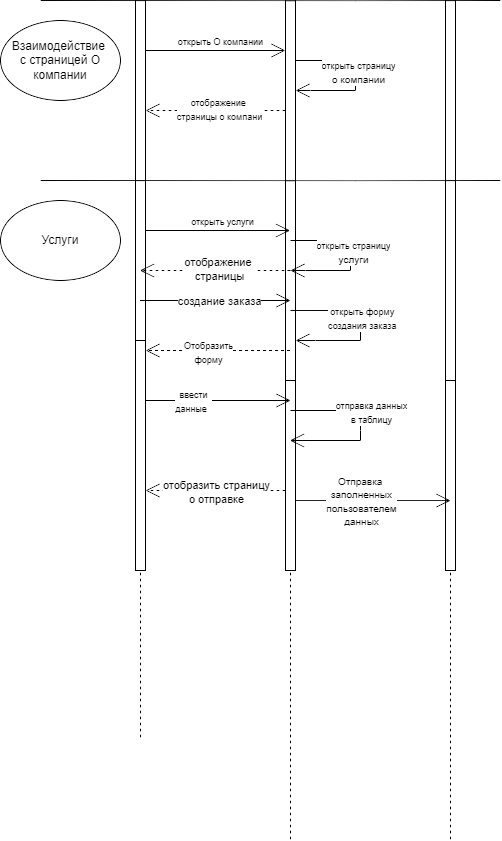 Взаимодействие
с страницей О
компании
открыть О компании
открыть страницу
о компании
отображение
страницы о компани
Услуги
открыть услуги
открыть страницу
услуги
отображение
страницы
создание заказа
открыть форму
создания заказа
Отобразить
форму
ввести
данные
отправка данных
в таблицу
отобразить страницу
о отправке
Отправка
заполненных
пользователем
данных